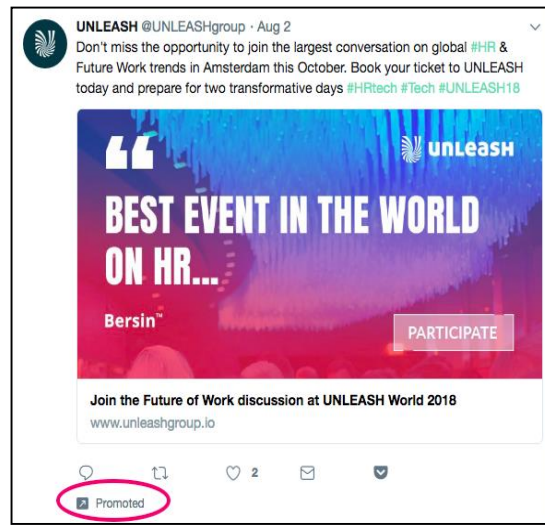 UNLEASH @UNLEASHgroup · Aug 2
Don't miss the opportunity to join the largest conversation on global #HR &
Future Work trends in Amsterdam this October. Book your ticket to UNLEASH
today and prepare for two transformative days #HRtech #Tech #UNLEASH18
unLeasH
“
BEST EVENT IN THE WORLD
ON HR...
Bersin™
PARTICIPATE
Join the Future of Work discussion at UNLEASH World 2018
www.unleashgroup.io
2
Promoted